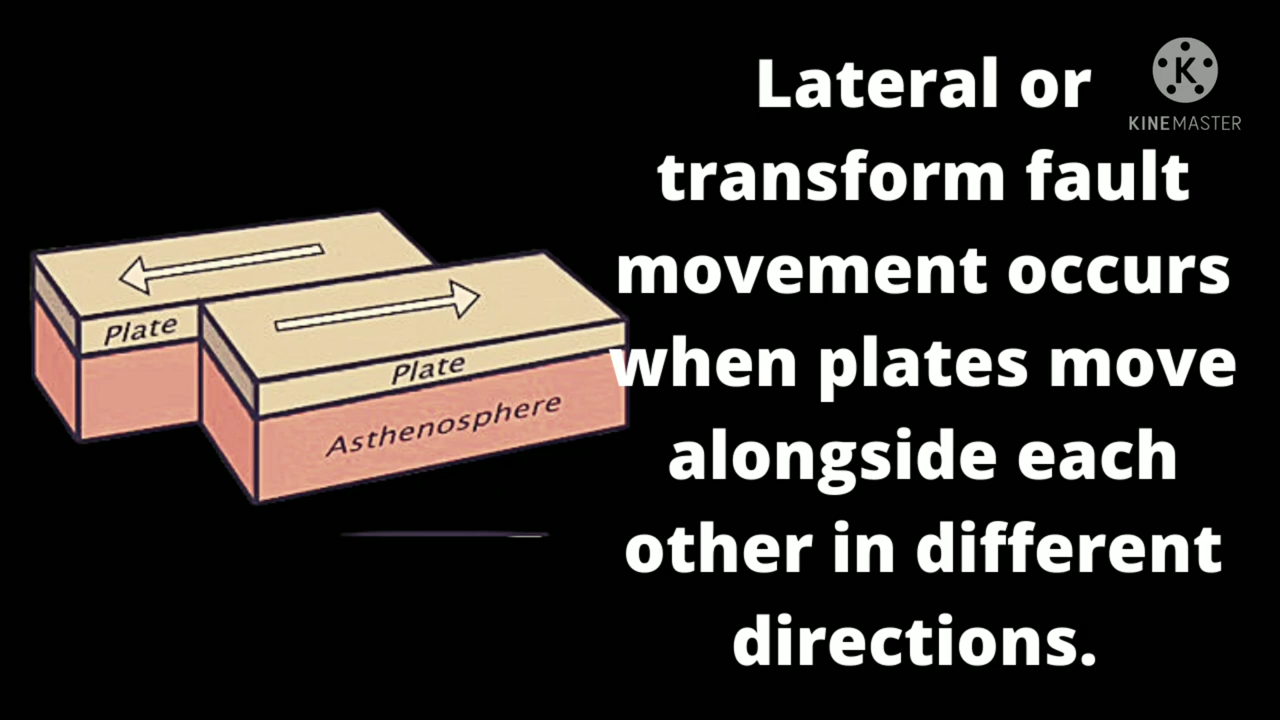 Lateral or
transform fault
movement occurs
when plates move
alongside each
other in different
directions.
K
KINEMASTER
Plate
Plate
Asthenosphere